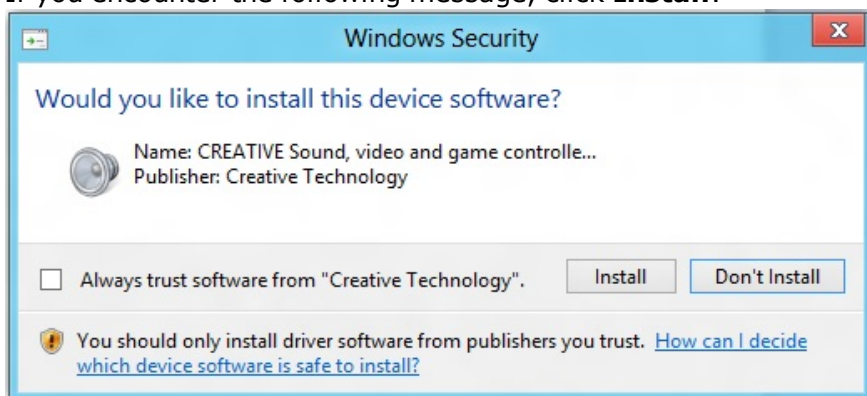 If you encounter the following message, click Install.
Windows Security
Would you like to install this device software?
Name: CREATIVE Sound, video and game controlle...
Publisher: Creative Technology
Always trust software from "Creative Technology".
Install
Don't Install
You should only install driver software from publishers you trust. How can I decide
which device software is safe to install?